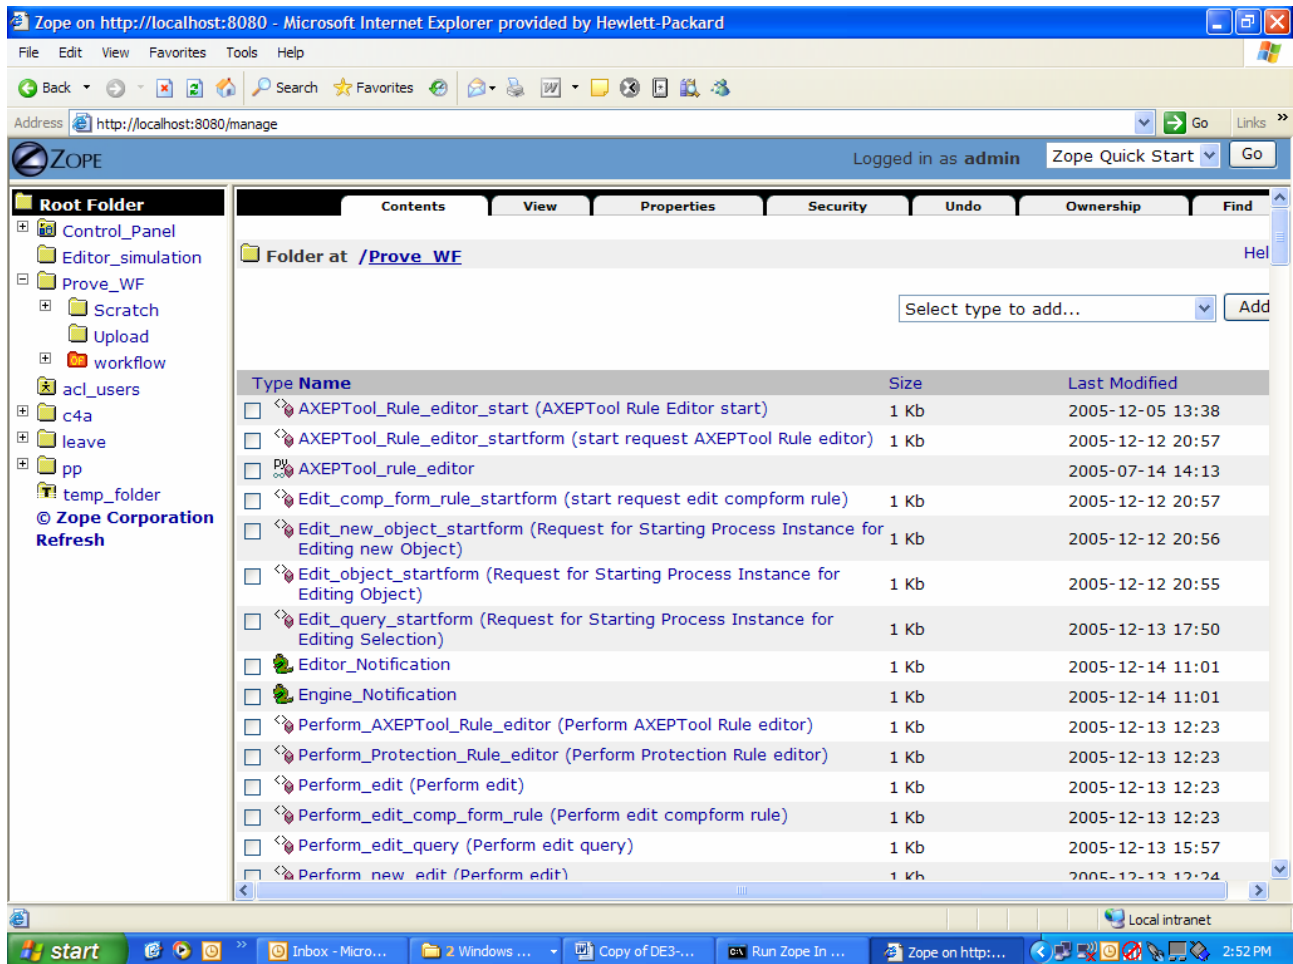 Zope on http://localhost:8080 - Microsoft Internet Explorer provided by Hewlett-Packard
File Edit View Favorites Tools Help
Back Search Favorites
Address http://localhost:8080/manage Go Links »
ZOPE Logged in as admin Zope Quick Start Go
Root Folder
Control_Panel
Editor_simulation
Prove_WF
Scratch
Upload
workflow
acl_users
c4a
leave
pp
temp_folder
© Zope Corporation
Refresh
Contents View Properties Security Undo Ownership Find
Folder at /Prove_WF Hel
Select type to add... Add
Type Name Size Last Modified
AXEPTool_Rule_editor_start (AXEPTool Rule Editor start) 1 Kb 2005-12-05 13:38
AXEPTool_Rule_editor_startform (start request AXEPTool Rule editor) 1 Kb 2005-12-12 20:57
AXEPTool_rule_editor 2005-07-14 14:13
Edit_comp_form_rule_startform (start request edit compform rule) 1 Kb 2005-12-12 20:57
Edit_new_object_startform (Request for Starting Process Instance for
Editing new Object) 1 Kb 2005-12-12 20:56
Edit_object_startform (Request for Starting Process Instance for
Editing Object) 1 Kb 2005-12-12 20:55
Edit_query_startform (Request for Starting Process Instance for
Editing Selection) 1 Kb 2005-12-13 17:50
Editor_Notification 1 Kb 2005-12-14 11:01
Engine_Notification 1 Kb 2005-12-14 11:01
Perform_AXEPTool_Rule_editor (Perform AXEPTool Rule editor) 1 Kb 2005-12-13 12:23
Perform_Protection_Rule_editor (Perform Protection Rule editor) 1 Kb 2005-12-13 12:23
Perform_edit (Perform edit) 1 Kb 2005-12-13 12:23
Perform_edit_comp_form_rule (Perform edit compform rule) 1 Kb 2005-12-13 12:23
Perform_edit_query (Perform edit query) 1 Kb 2005-12-13 15:57
Perform_new_edit (Perform edit) 1 Kb 2005-12-13 12:24
Local intranet
start » Inbox - Micro... 2 Windows ... Copy of DE3-... Run Zope In ... Zope on http:... 2:52 PM